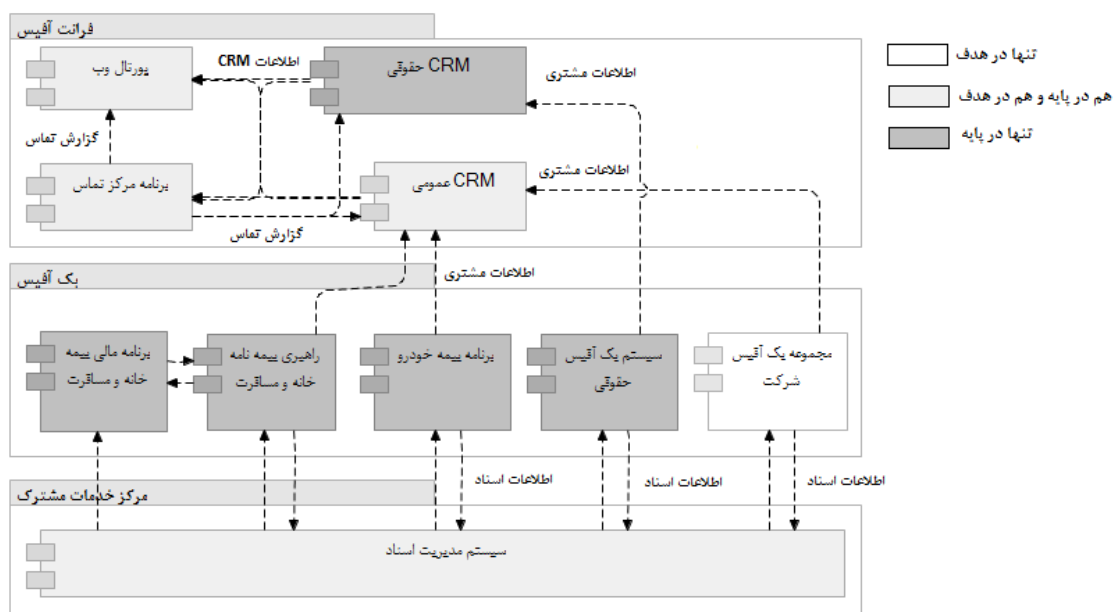 فرانت آفیس
پورتال وب
اطلاعات CRM
CRM حقوقی
اطلاعات مشتری
گزارش تماس
برنامه مرکز تماس
CRM عمومی
اطلاعات مشتری
گزارش تماس
تنها در هدف
هم در پایه و هم در هدف
تنها در پایه
بک آفیس
اطلاعات مشتری
برنامه مالی بیمه
خانه و مسافرت
راهبری بیمه نامه
خانه و مسافرت
برنامه بیمه خودرو
سیستم بک آفیس
حقوقی
مجموعه بک آفیس
شرکت
مرکز خدمات مشترک
اطلاعات اسناد
اطلاعات اسناد
اطلاعات اسناد
سیستم مدیریت اسناد